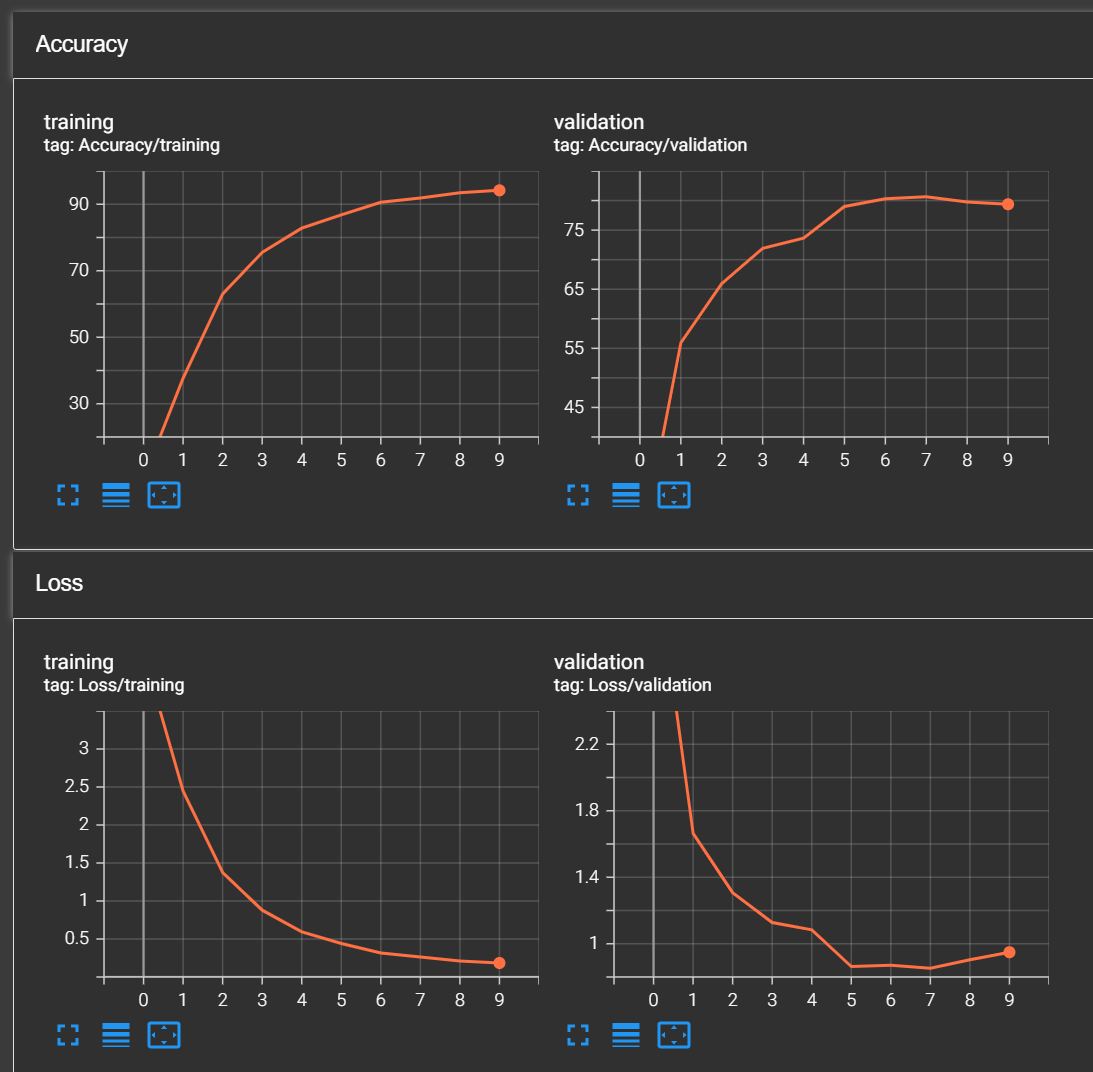 Accuracy
training
tag: Accuracy/training
90
70
50
30
0 1 2 3 4 5 6 7 8 9
validation
tag: Accuracy/validation
75
65
55
45
0 1 2 3 4 5 6 7 8 9
Loss
training
tag: Loss/training
3
2.5
2
1.5
1
0.5
0 1 2 3 4 5 6 7 8 9
validation
tag: Loss/validation
2.2
1.8
1.4
1
0 1 2 3 4 5 6 7 8 9